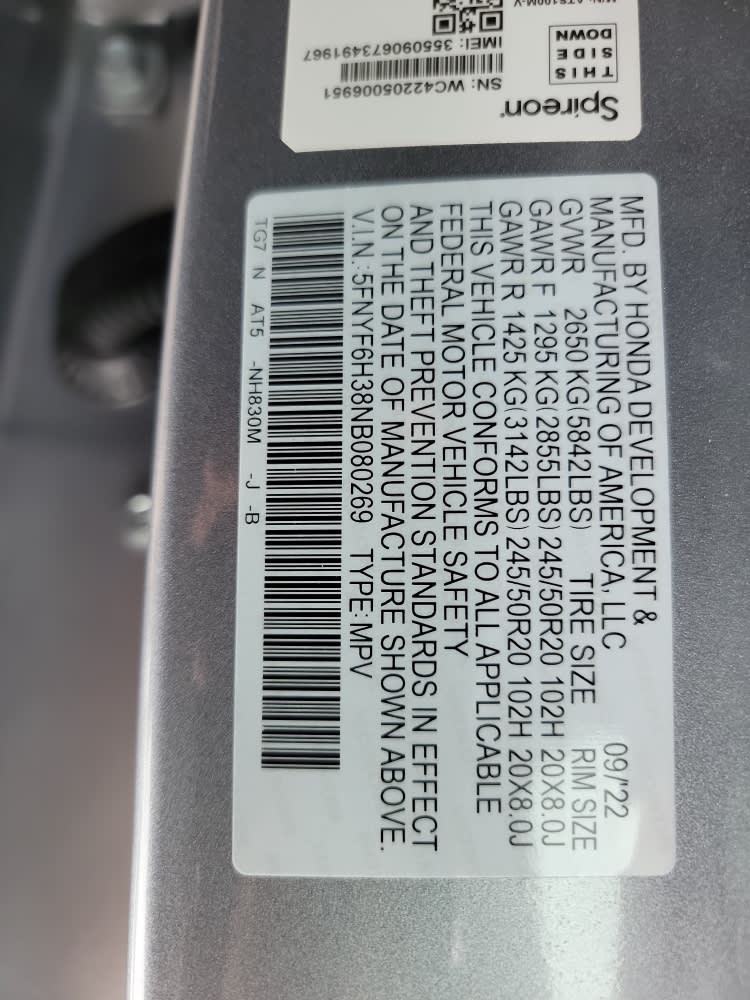 MFD. BY HONDA DEVELOPMENT &
MANUFACTURING OF AMERICA, LLC 09/'22
GVWR 2650 KG(5842LBS) TIRE SIZE RIM SIZE
GAWR F 1295 KG(2855LBS) 245/50R20 102H 20X8.0J
GAWR R 1425 KG(3142LBS) 245/50R20 102H 20X8.0J
THIS VEHICLE CONFORMS TO ALL APPLICABLE
FEDERAL MOTOR VEHICLE SAFETY
AND THEFT PREVENTION STANDARDS IN EFFECT
ON THE DATE OF MANUFACTURE SHOWN ABOVE.
V.I.N.:5FNYF6H38NB080269 TYPE:MPV
TG7 N AT5 -NH830M -J -B
Spireon
THIS
SIDE
DOWN
SN: WC42205006951
IMEI: 355090673491967